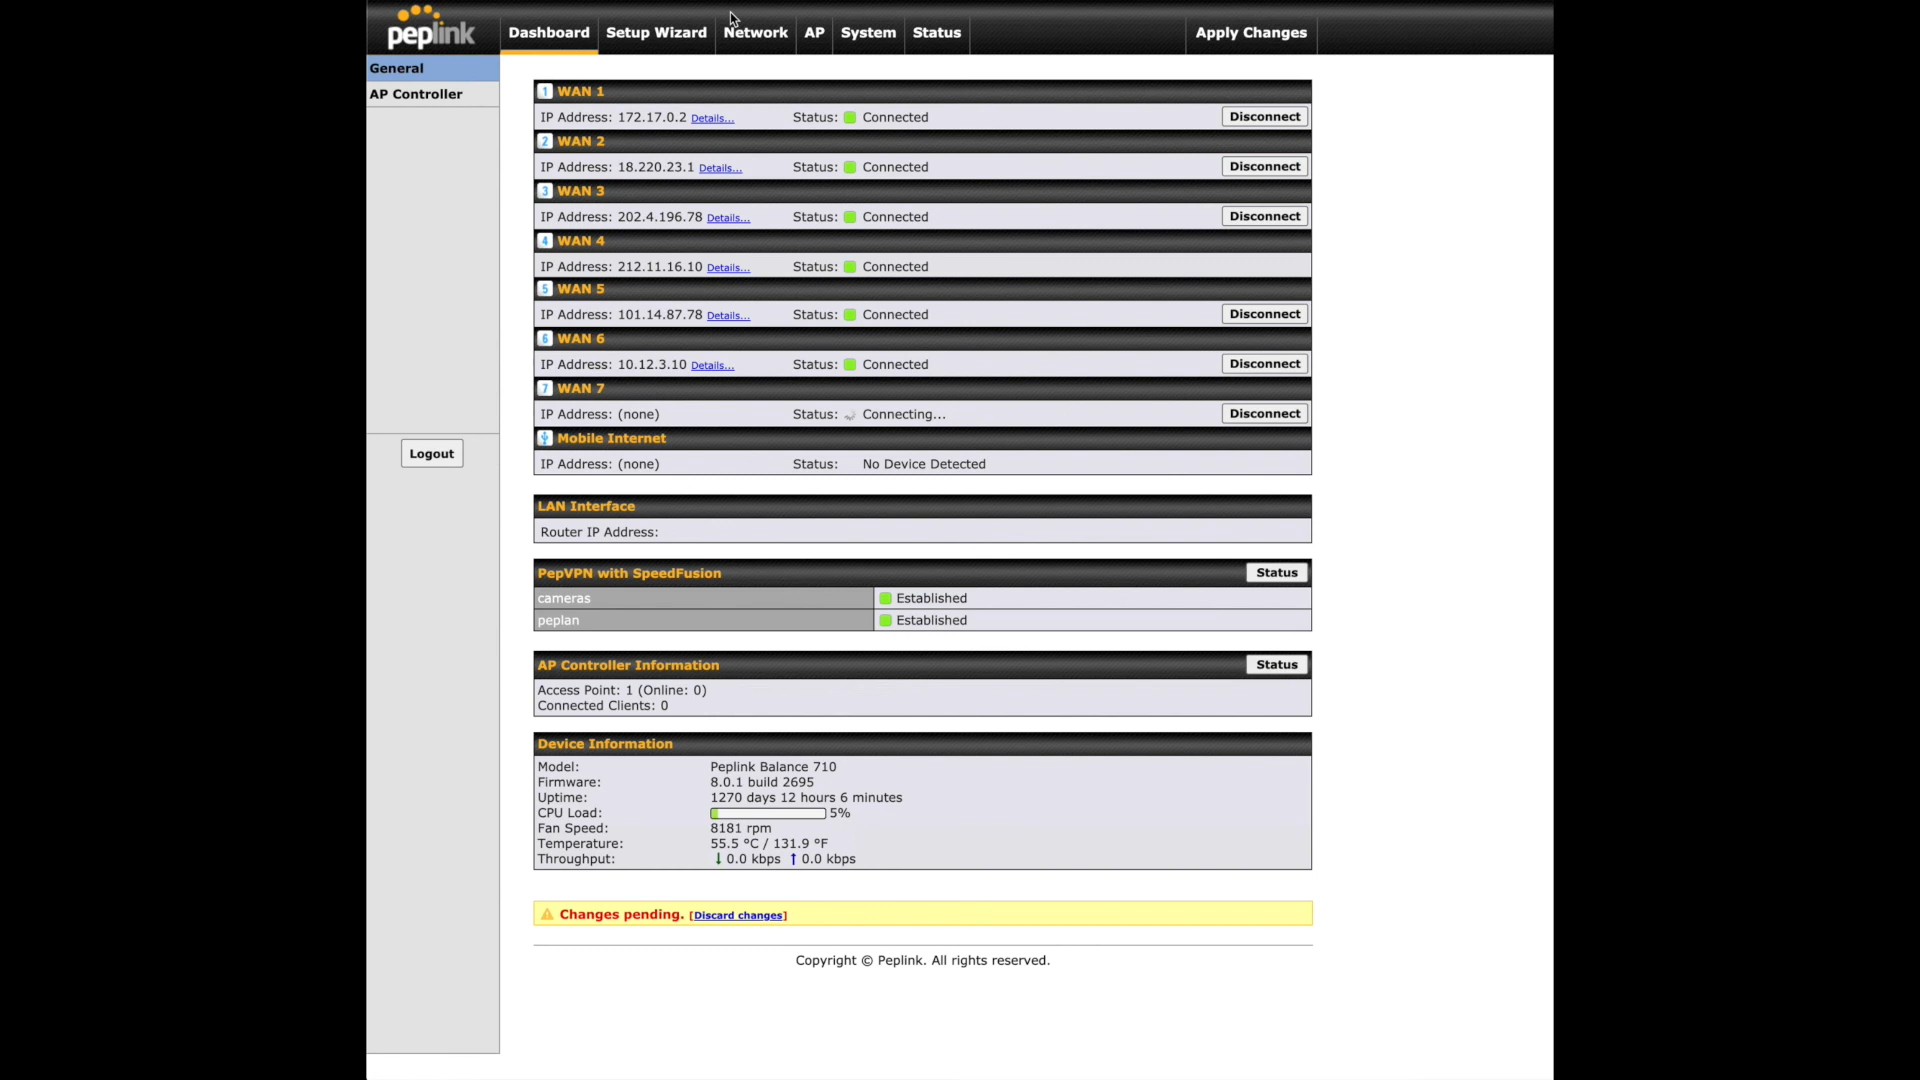 peplink
Dashboard Setup Wizard Network AP System Status Apply Changes
General
AP Controller
Logout
1 WAN 1
IP Address: 172.17.0.2 Details... Status: Connected Disconnect
2 WAN 2
IP Address: 18.220.23.1 Details... Status: Connected Disconnect
3 WAN 3
IP Address: 202.4.196.78 Details... Status: Connected Disconnect
4 WAN 4
IP Address: 212.11.16.10 Details... Status: Connected
5 WAN 5
IP Address: 101.14.87.78 Details... Status: Connected Disconnect
6 WAN 6
IP Address: 10.12.3.10 Details... Status: Connected Disconnect
7 WAN 7
IP Address: (none) Status: Connecting... Disconnect
Mobile Internet
IP Address: (none) Status: No Device Detected
LAN Interface
Router IP Address:
PepVPN with SpeedFusion Status
cameras Established
peplan Established
AP Controller Information Status
Access Point: 1 (Online: 0)
Connected Clients: 0
Device Information
Model: Peplink Balance 710
Firmware: 8.0.1 build 2695
Uptime: 1270 days 12 hours 6 minutes
CPU Load: 5%
Fan Speed: 8181 rpm
Temperature: 55.5 °C / 131.9 °F
Throughput: ↓ 0.0 kbps ↑ 0.0 kbps
Changes pending. [Discard changes]
Copyright © Peplink. All rights reserved.